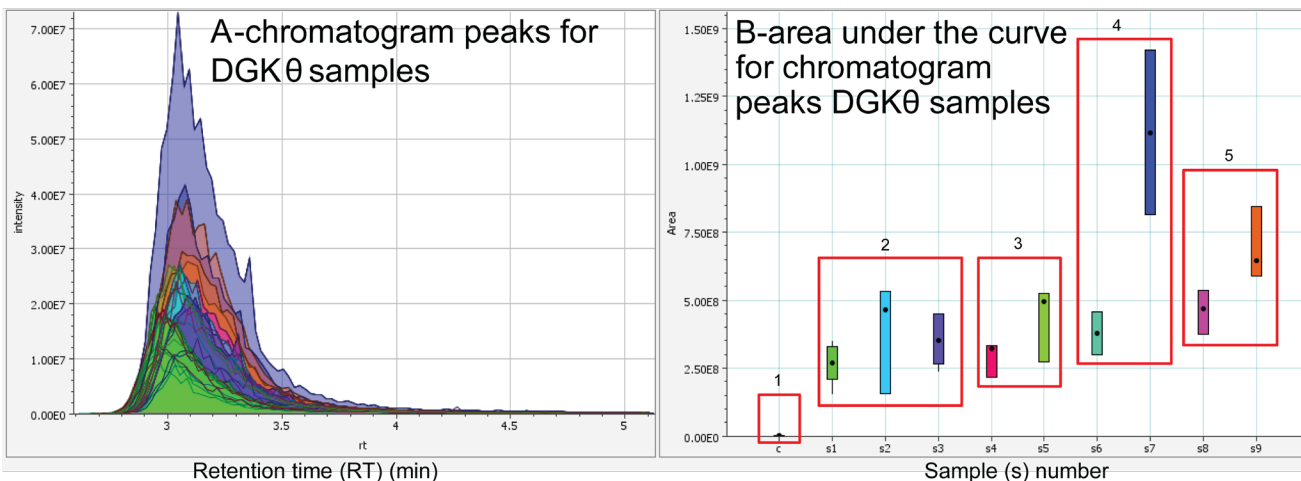 A-chromatogram peaks for
DGKθ samples
7.00E7
6.00E7
5.00E7
4.00E7
3.00E7
2.00E7
1.00E7
0.00E0
intensity
3
3.5
4
4.5
5
rt
Retention time (RT) (min)
B-area under the curve
for chromatogram
peaks DGKθ samples
1.50E9
1.25E9
1.00E9
7.50E8
5.00E8
2.50E8
0.00E0
Area
1
2
3
4
5
c
s1
s2
s3
s4
s5
s6
s7
s8
s9
Sample (s) number